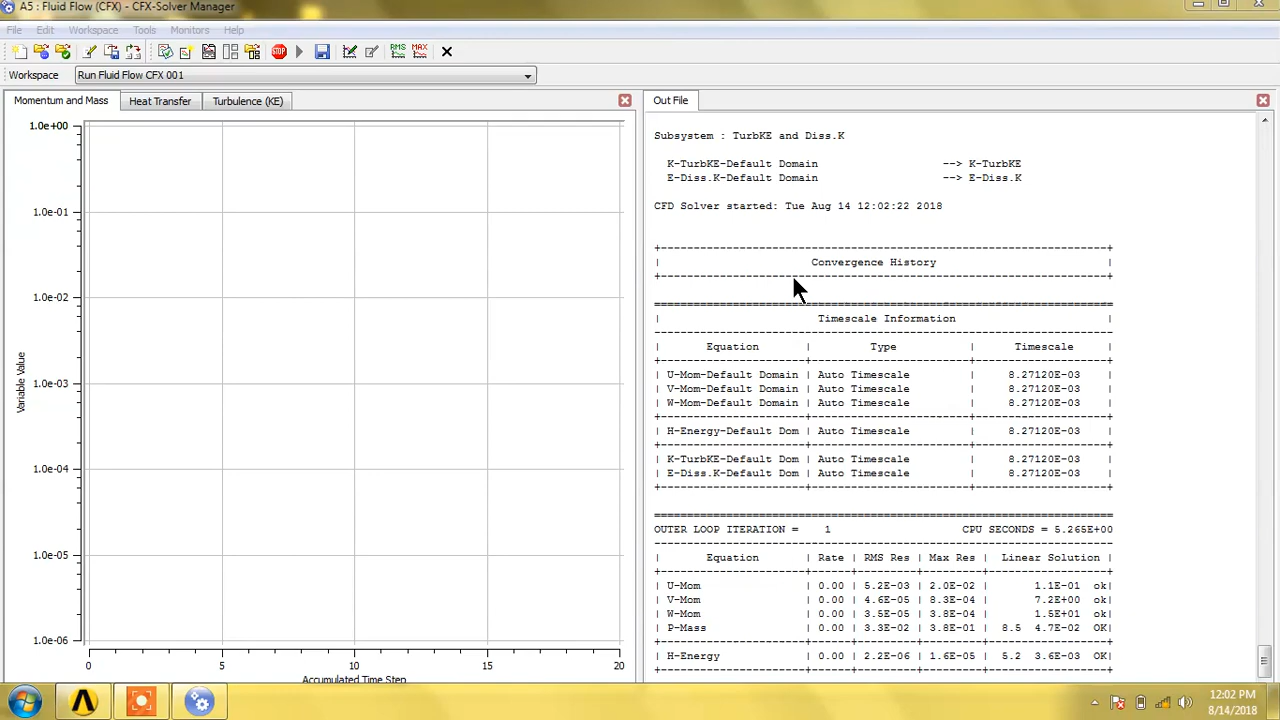 A5 : Fluid Flow (CFX) - CFX-Solver Manager
File Edit Workspace Tools Monitors Help
STOP RMS MAX
Workspace Run Fluid Flow CFX 001
Momentum and Mass Heat Transfer Turbulence (KE)
1.0e+00
1.0e-01
1.0e-02
1.0e-03
1.0e-04
1.0e-05
1.0e-06
Variable Value
0 5 10 15 20
Accumulated Time Step
Out File
Subsystem : TurbKE and Diss.K
K-TurbKE-Default Domain --> K-TurbKE
E-Diss.K-Default Domain --> E-Diss.K
CFD Solver started: Tue Aug 14 12:02:22 2018
+--------------------------------------------------------------------+
| Convergence History |
+--------------------------------------------------------------------+
======================================================================
| Timescale Information |
----------------------------------------------------------------------
| Equation | Type | Timescale |
+----------------------+------------------------+--------------------+
| U-Mom-Default Domain | Auto Timescale | 8.27120E-03 |
| V-Mom-Default Domain | Auto Timescale | 8.27120E-03 |
| W-Mom-Default Domain | Auto Timescale | 8.27120E-03 |
+----------------------+------------------------+--------------------+
| H-Energy-Default Dom | Auto Timescale | 8.27120E-03 |
+----------------------+------------------------+--------------------+
| K-TurbKE-Default Dom | Auto Timescale | 8.27120E-03 |
| E-Diss.K-Default Dom | Auto Timescale | 8.27120E-03 |
+----------------------+------------------------+--------------------+
======================================================================
OUTER LOOP ITERATION = 1 CPU SECONDS = 5.265E+00
----------------------------------------------------------------------
| Equation | Rate | RMS Res | Max Res | Linear Solution |
+----------------------+------+---------+---------+------------------+
| U-Mom | 0.00 | 5.2E-03 | 2.0E-02 | 1.1E-01 ok|
| V-Mom | 0.00 | 4.6E-05 | 8.3E-04 | 7.2E+00 ok|
| W-Mom | 0.00 | 3.5E-05 | 3.8E-04 | 1.5E+01 ok|
| P-Mass | 0.00 | 3.3E-02 | 3.8E-01 | 8.5 4.7E-02 OK|
+----------------------+------+---------+---------+------------------+
| H-Energy | 0.00 | 2.2E-06 | 1.6E-05 | 5.2 3.6E-03 OK|
+----------------------+------+---------+---------+------------------+
12:02 PM
8/14/2018